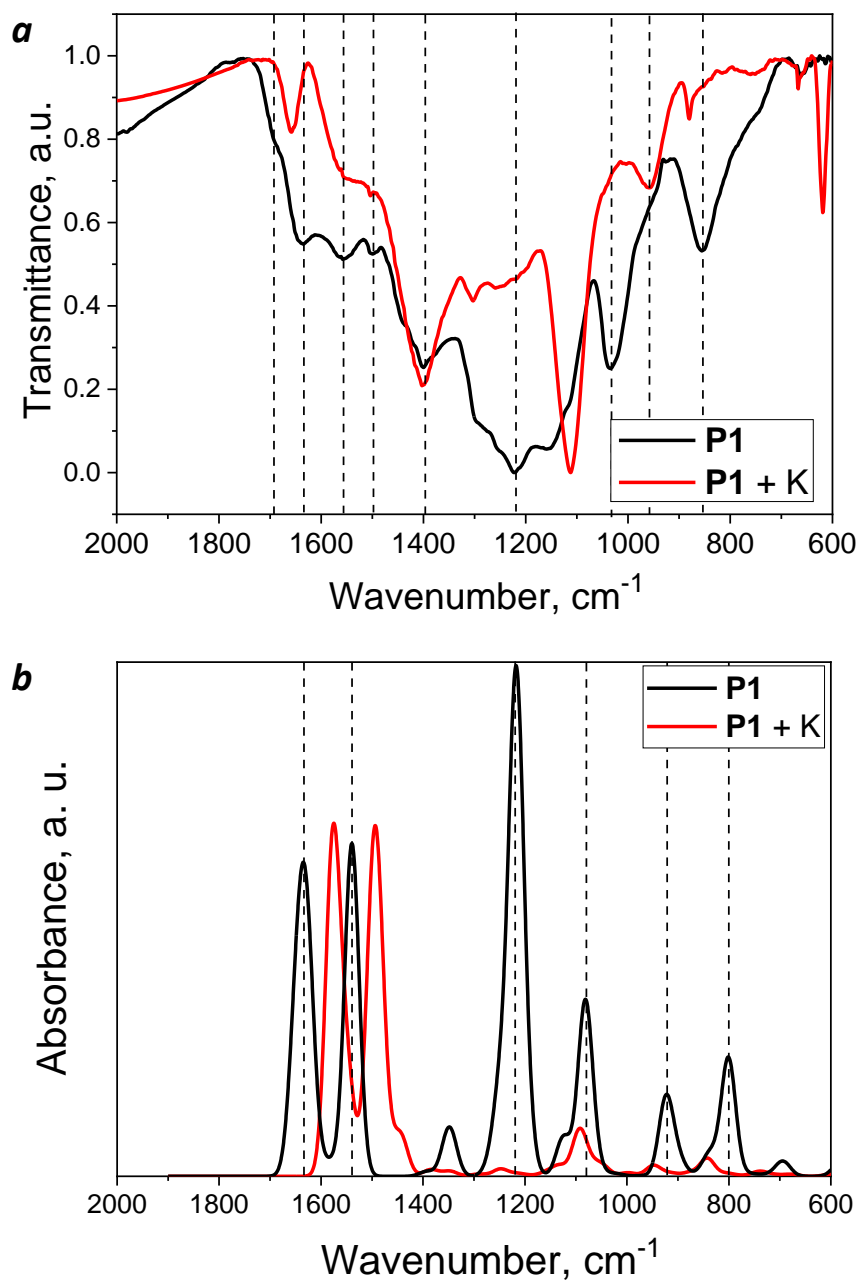 a
Transmittance, a.u.
1.0
0.8
0.6
0.4
0.2
0.0
P1
P1 + K
2000 1800 1600 1400 1200 1000 800 600
Wavenumber, cm-1
b
Absorbance, a. u.
P1
P1 + K
2000 1800 1600 1400 1200 1000 800 600
Wavenumber, cm-1